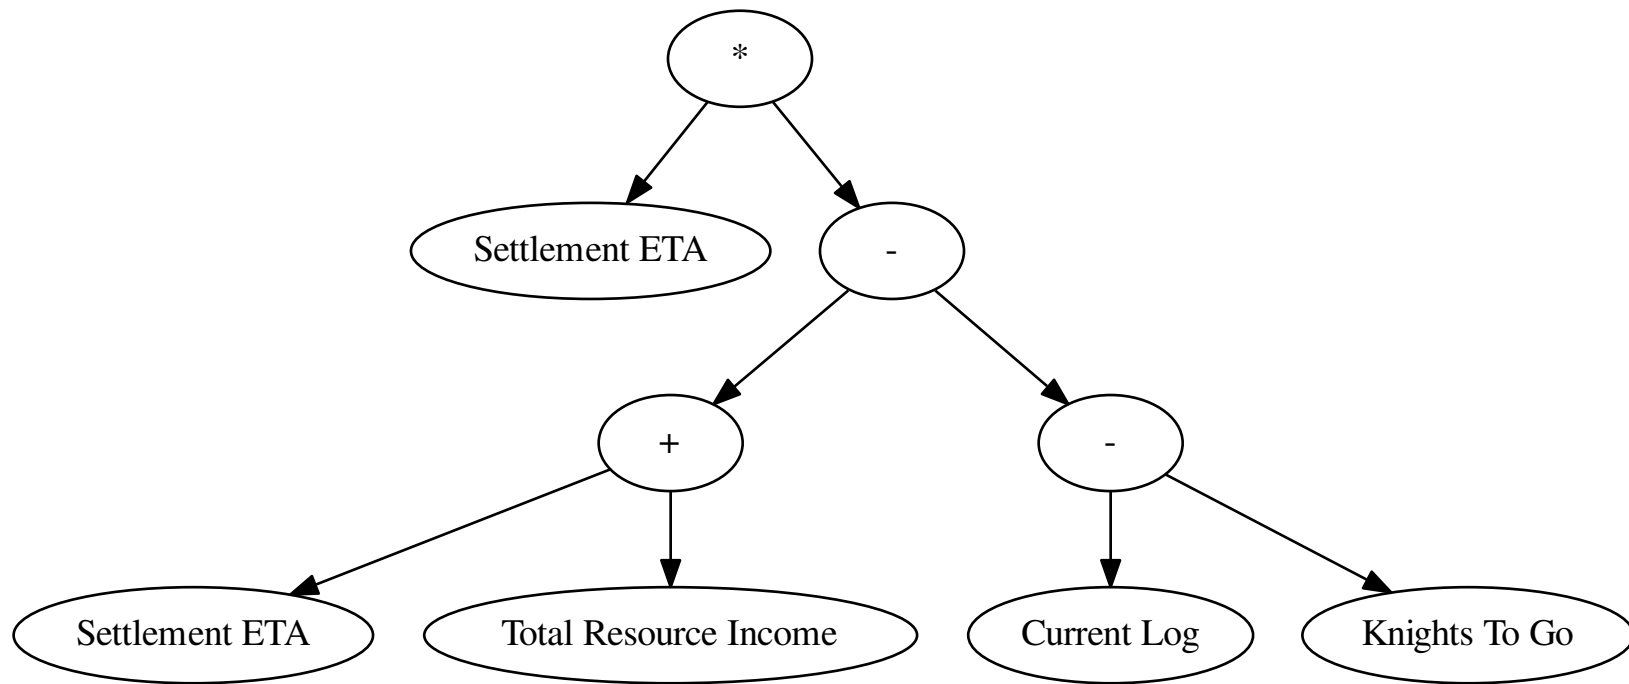 *
Settlement ETA
-
+
-
Settlement ETA
Total Resource Income
Current Log
Knights To Go